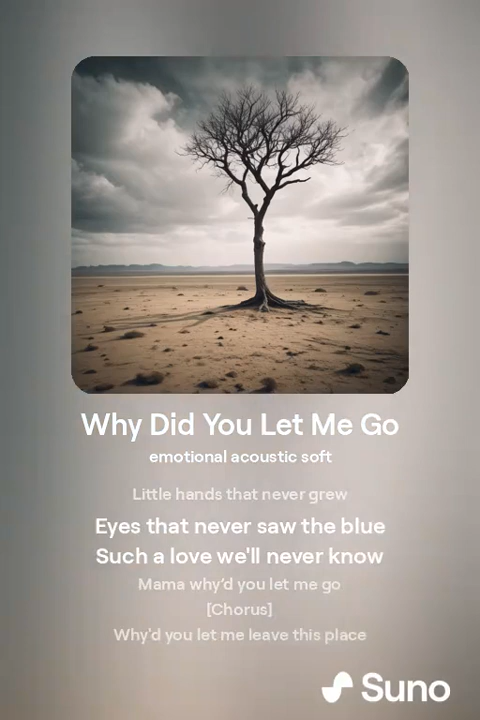 Why Did You Let Me Go
emotional acoustic soft
Little hands that never grew
Eyes that never saw the blue
Such a love we'll never know
Mama why'd you let me go
[Chorus]
Why'd you let me leave this place
Suno